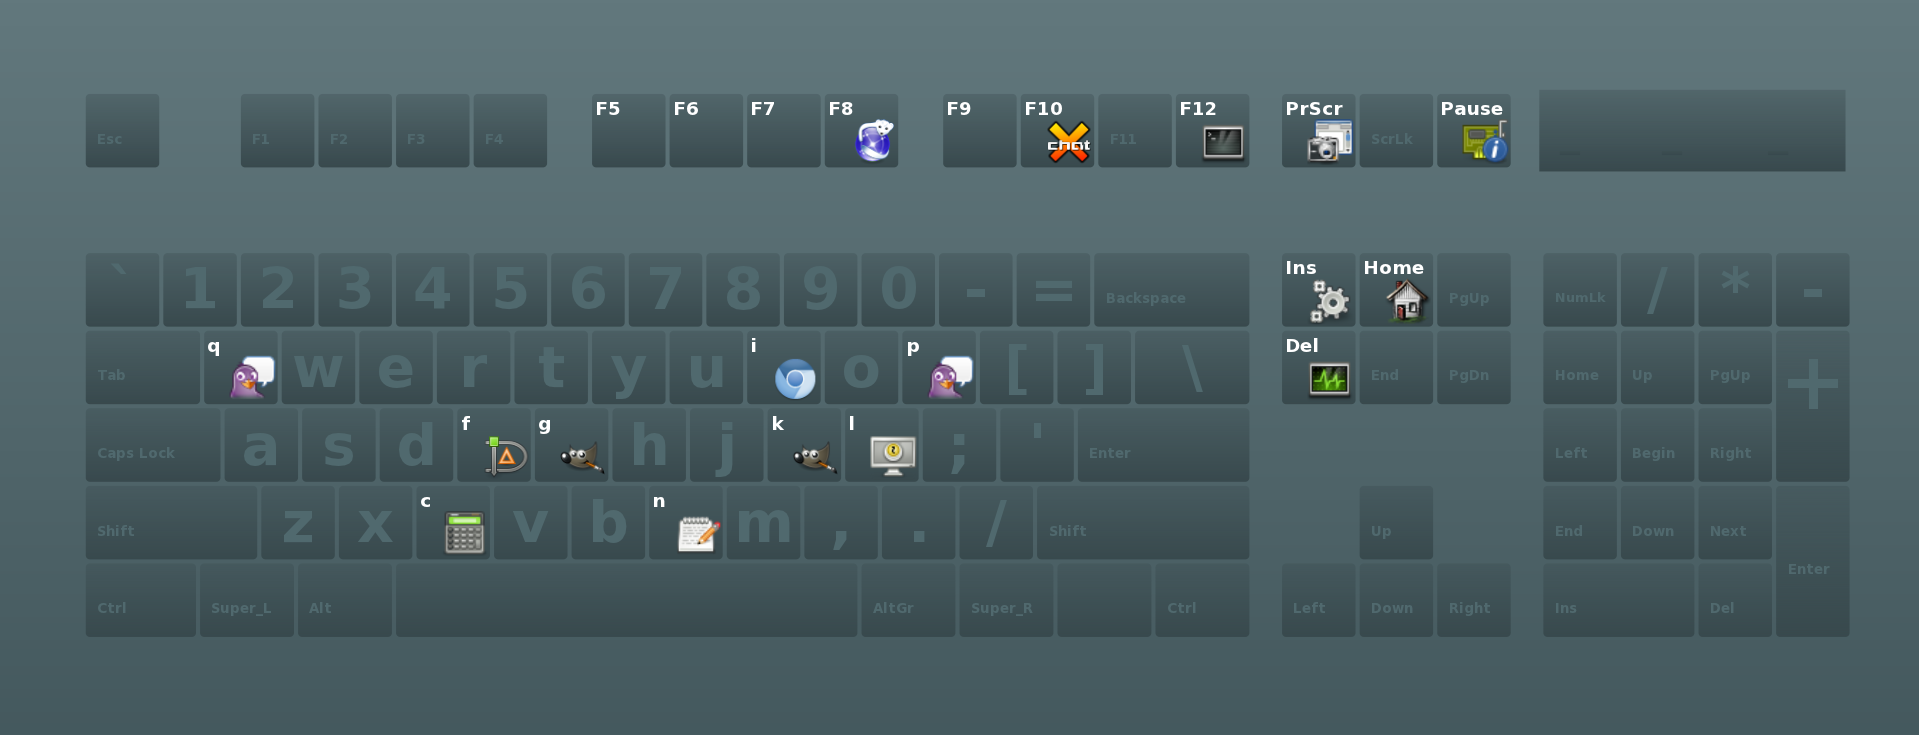 Esc F1 F2 F3 F4 F5 F6 F7 F8 F9 F10 chat F11 F12 PrScr ScrLk Pause
` 1 2 3 4 5 6 7 8 9 0 - = Backspace Ins Home PgUp NumLk / * -
Tab q w e r t y u i o p [ ] \ Del End PgDn Home Up PgUp +
Caps Lock a s d f g h j k l ; ' Enter Left Begin Right
Shift z x c v b n m , . / Shift Up End Down Next
Ctrl Super_L Alt AltGr Super_R Ctrl Left Down Right Ins Del Enter